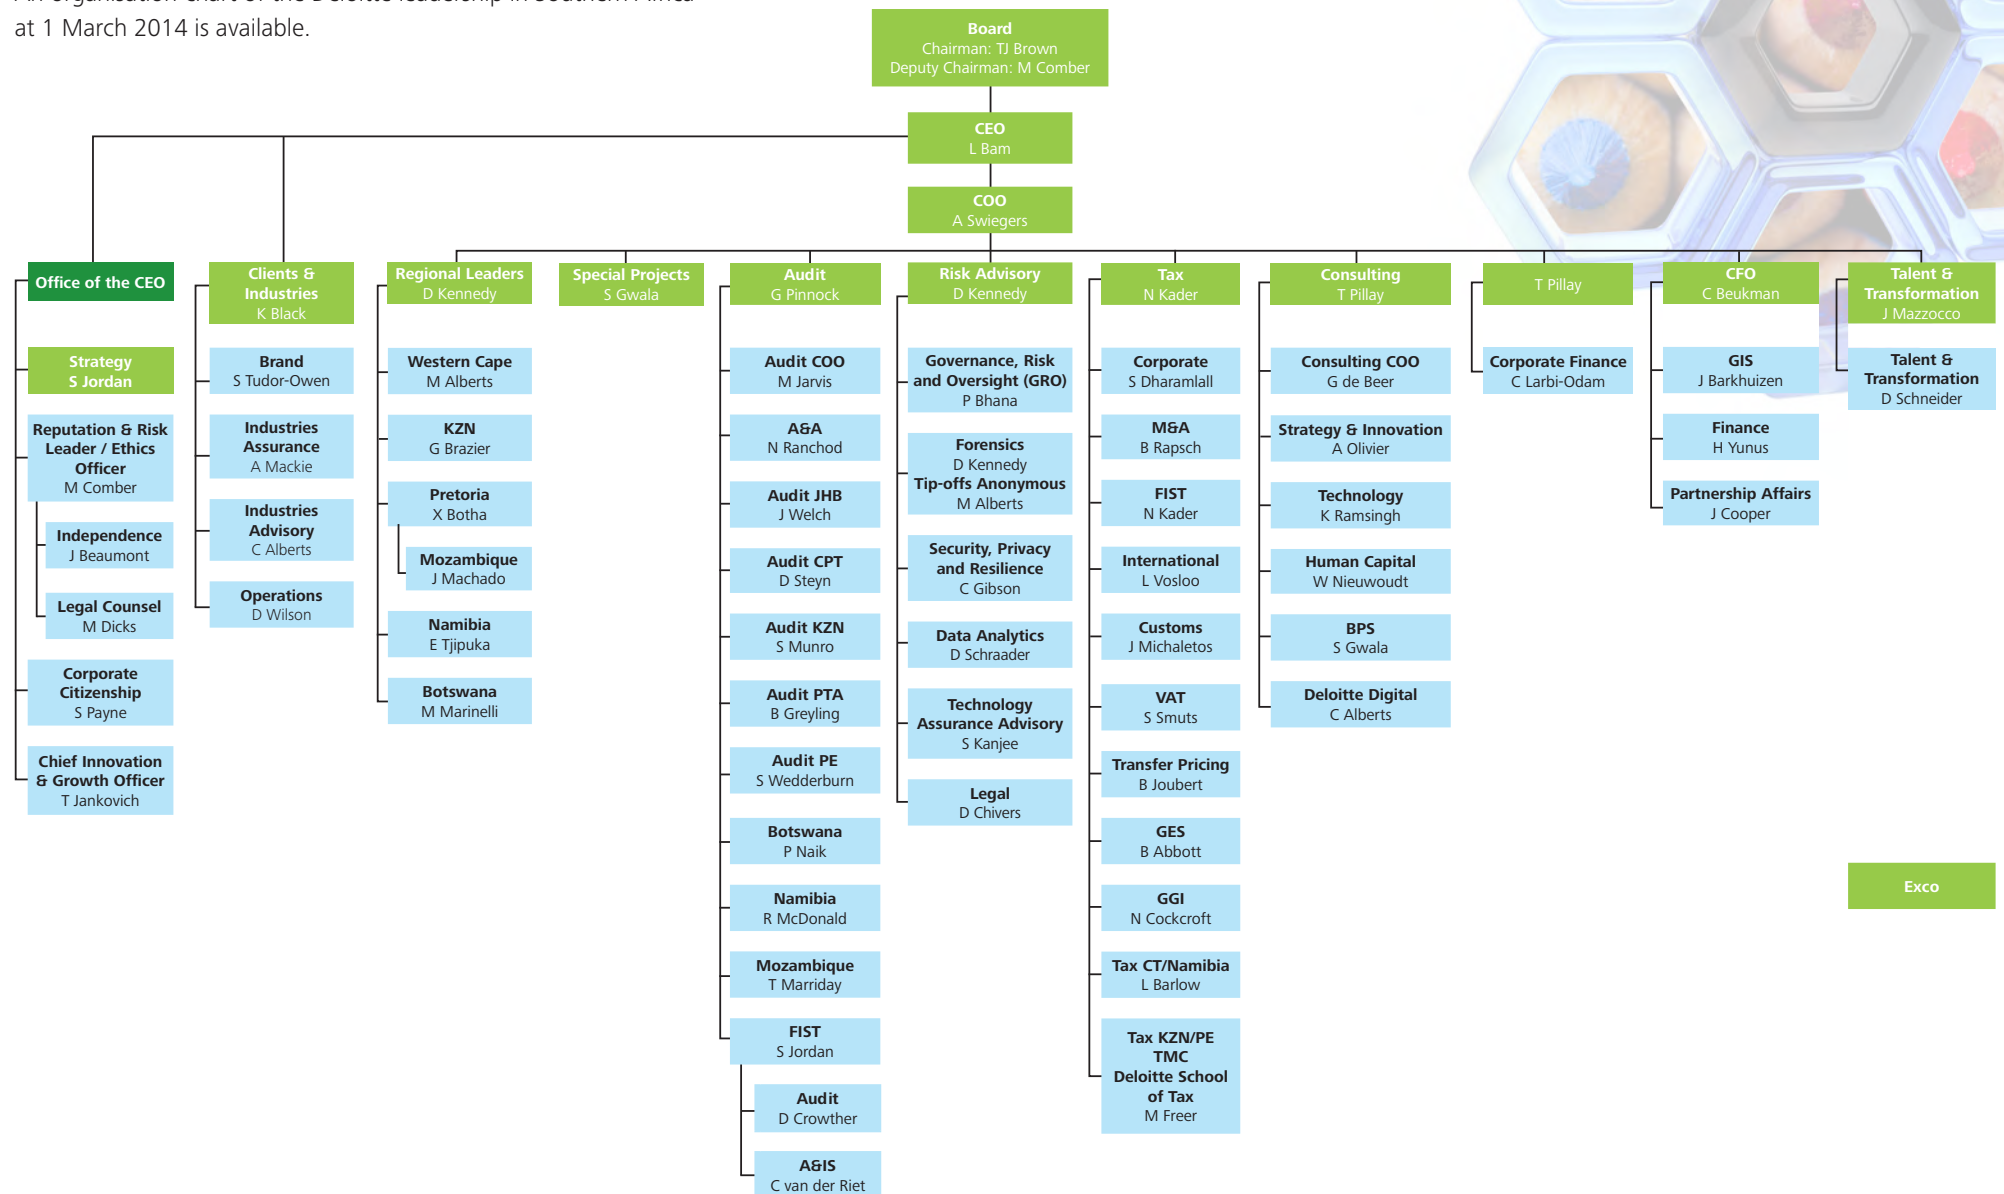 at 1 March 2014 is available.
Board
Chairman: TJ Brown
Deputy Chairman: M Comber
CEO
L Bam
COO
A Swiegers
Office of the CEO
Strategy
S Jordan
Reputation & Risk
Leader / Ethics
Officer
M Comber
Independence
J Beaumont
Legal Counsel
M Dicks
Corporate
Citizenship
S Payne
Chief Innovation
& Growth Officer
T Jankovich
Clients &
Industries
K Black
Brand
S Tudor-Owen
Industries
Assurance
A Mackie
Industries
Advisory
C Alberts
Operations
D Wilson
Regional Leaders
D Kennedy
Western Cape
M Alberts
KZN
G Brazier
Pretoria
X Botha
Mozambique
J Machado
Namibia
E Tjipuka
Botswana
M Marinelli
Special Projects
S Gwala
Audit
G Pinnock
Audit COO
M Jarvis
A&A
N Ranchod
Audit JHB
J Welch
Audit CPT
D Steyn
Audit KZN
S Munro
Audit PTA
B Greyling
Audit PE
S Wedderburn
Botswana
P Naik
Namibia
R McDonald
Mozambique
T Marriday
FIST
S Jordan
Audit
D Crowther
A&IS
C van der Riet
Risk Advisory
D Kennedy
Governance, Risk
and Oversight (GRO)
P Bhana
Forensics
D Kennedy
Tip-offs Anonymous
M Alberts
Security, Privacy
and Resilience
C Gibson
Data Analytics
D Schraader
Technology
Assurance Advisory
S Kanjee
Legal
D Chivers
Tax
N Kader
Corporate
S Dharamlall
M&A
B Rapsch
FIST
N Kader
International
L Vosloo
Customs
J Michaletos
VAT
S Smuts
Transfer Pricing
B Joubert
GES
B Abbott
GGI
N Cockcroft
Tax CT/Namibia
L Barlow
Tax KZN/PE
TMC
Deloitte School
of Tax
M Freer
Consulting
T Pillay
Consulting COO
G de Beer
Strategy & Innovation
A Olivier
Technology
K Ramsingh
Human Capital
W Nieuwoudt
BPS
S Gwala
Deloitte Digital
C Alberts
T Pillay
Corporate Finance
C Larbi-Odam
CFO
C Beukman
GIS
J Barkhuizen
Finance
H Yunus
Partnership Affairs
J Cooper
Talent &
Transformation
J Mazzocco
Talent &
Transformation
D Schneider
Exco